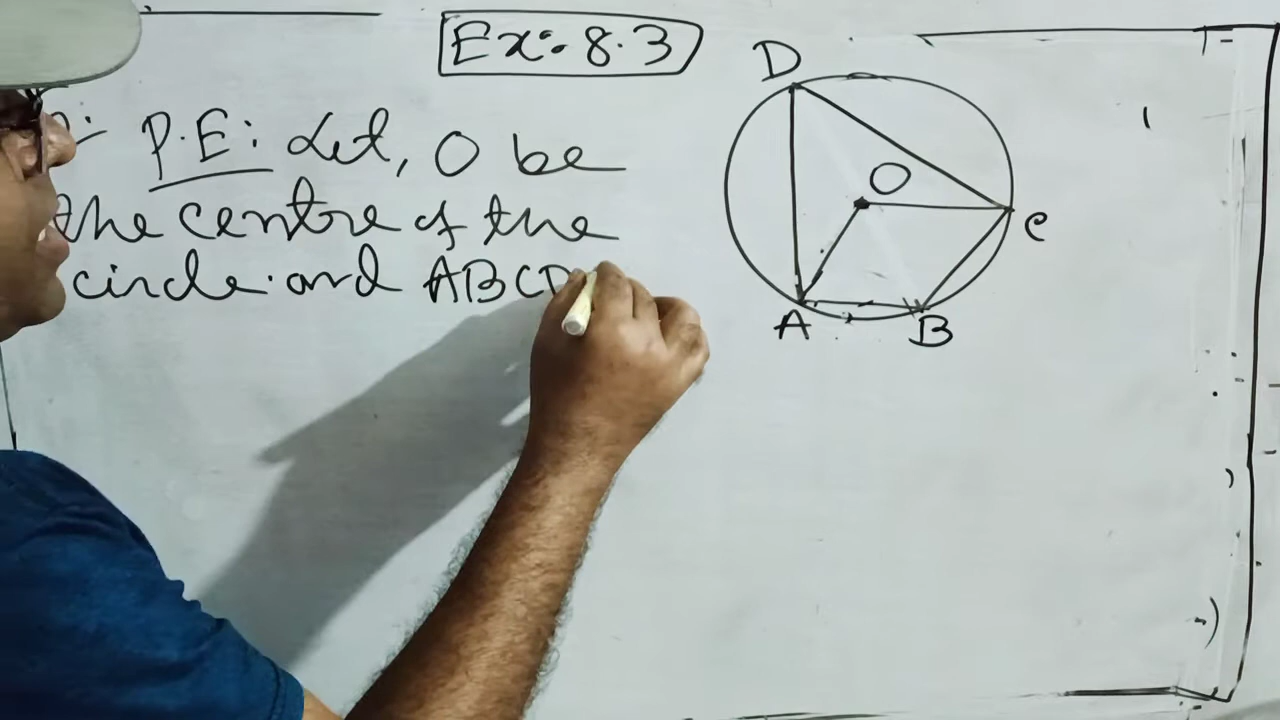 Ex:- 8.3
P.E: Let, O be
the centre of the
circle and ABCD
D
O
C
A
B